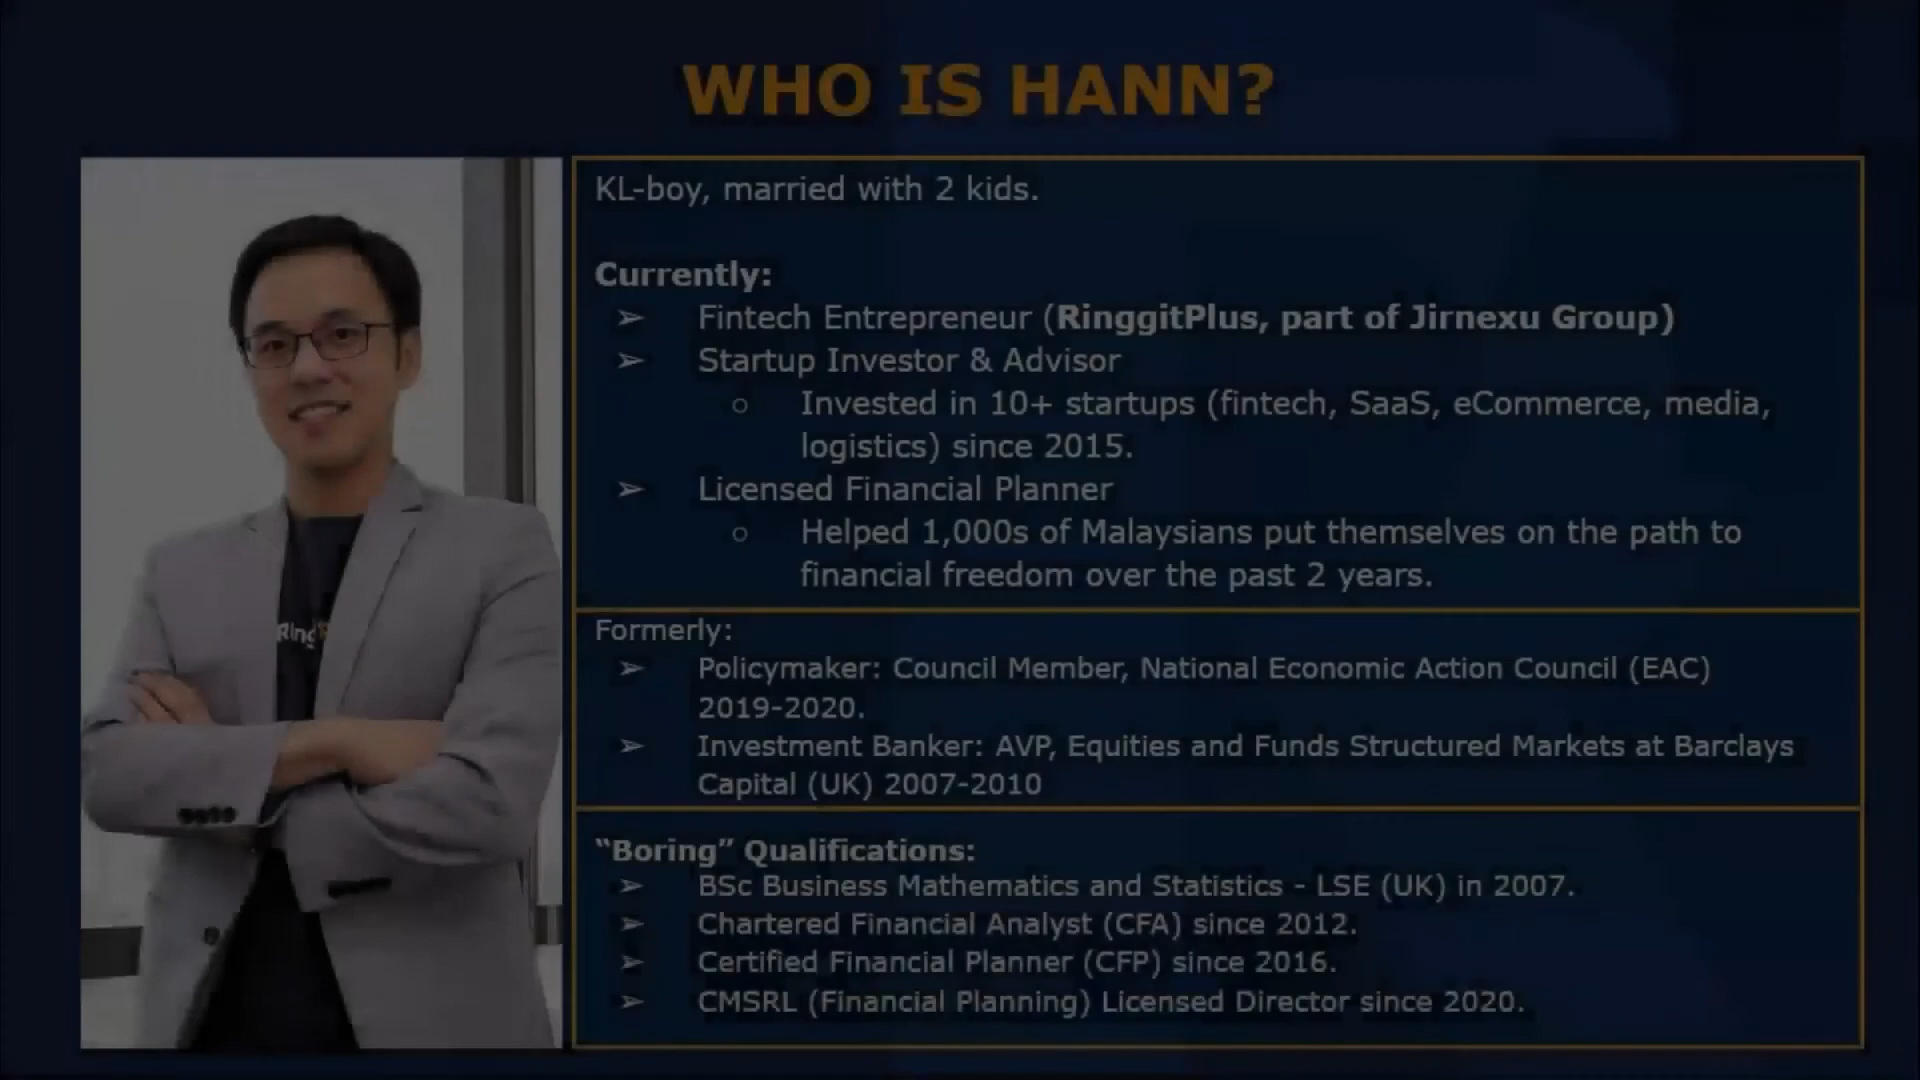 WHO IS HANN?
KL-boy, married with 2 kids.
Currently:
➢ Fintech Entrepreneur (RinggitPlus, part of Jirnexu Group)
➢ Startup Investor & Advisor
○ Invested in 10+ startups (fintech, SaaS, eCommerce, media,
logistics) since 2015.
➢ Licensed Financial Planner
○ Helped 1,000s of Malaysians put themselves on the path to
financial freedom over the past 2 years.
Formerly:
➢ Policymaker: Council Member, National Economic Action Council (EAC)
2019-2020.
➢ Investment Banker: AVP, Equities and Funds Structured Markets at Barclays
Capital (UK) 2007-2010
“Boring” Qualifications:
➢ BSc Business Mathematics and Statistics - LSE (UK) in 2007.
➢ Chartered Financial Analyst (CFA) since 2012.
➢ Certified Financial Planner (CFP) since 2016.
➢ CMSRL (Financial Planning) Licensed Director since 2020.